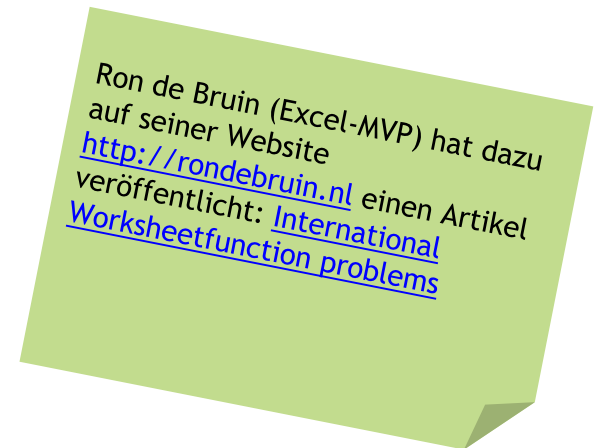 Ron de Bruin (Excel-MVP) hat dazu
auf seiner Website
http://rondebruin.nl einen Artikel
veröffentlicht: International
Worksheetfunction problems